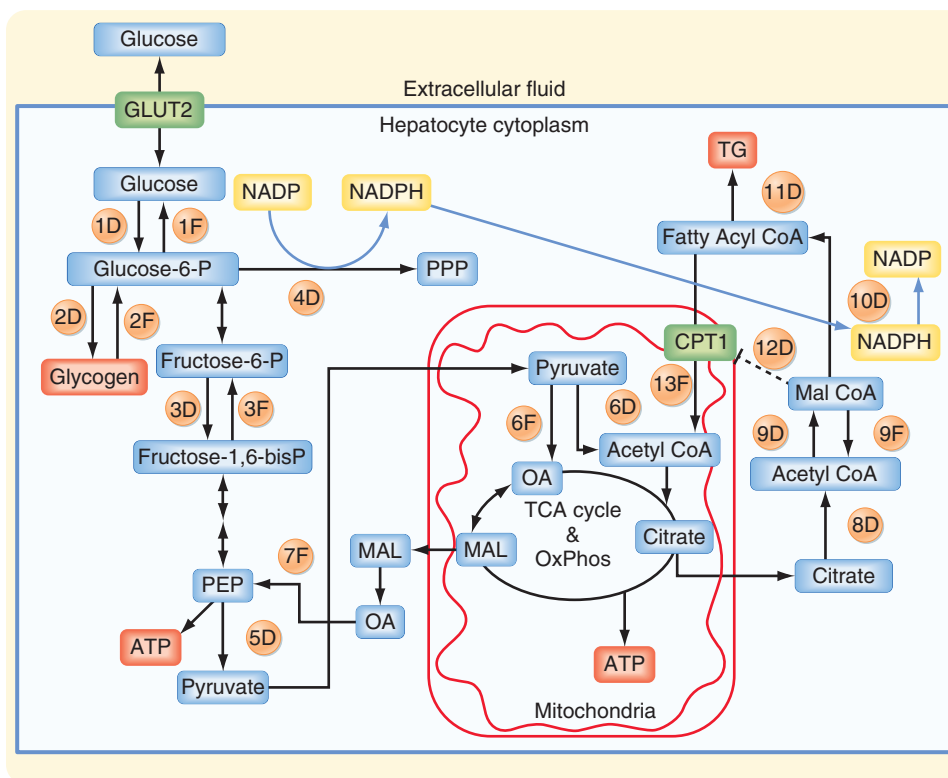 Glucose
Extracellular fluid
GLUT2
Hepatocyte cytoplasm
TG
Glucose
NADP
NADPH
11D
1D
1F
Fatty Acyl CoA
Glucose-6-P
PPP
NADP
4D
10D
2D
2F
NADPH
CPT1
12D
Fructose-6-P
Pyruvate
Glycogen
13F
Mal CoA
3D
3F
6F
6D
9D
9F
Fructose-1,6-bisP
Acetyl CoA
Acetyl CoA
OA
TCA cycle
&
OxPhos
Citrate
8D
7F
MAL
MAL
PEP
Citrate
OA
ATP
5D
ATP
Pyruvate
Mitochondria